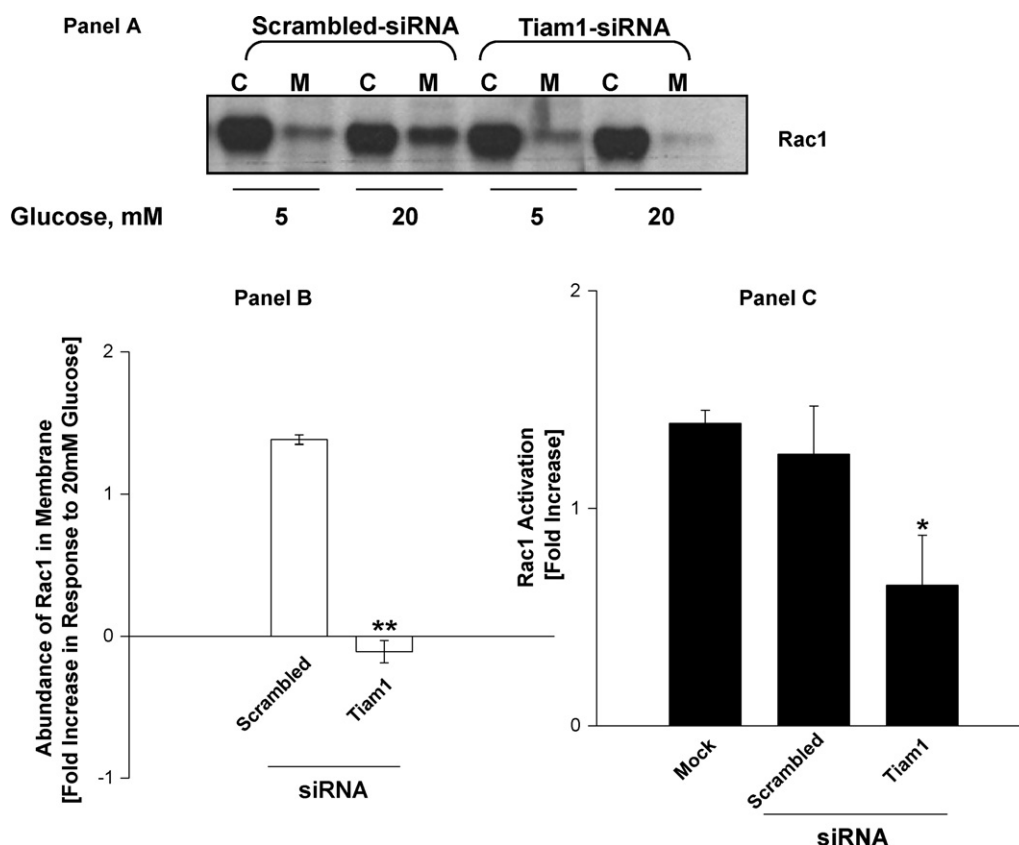 Panel A
Scrambled-siRNA Tiam1-siRNA
C M C M C M C M
Rac1
Glucose, mM 5 20 5 20
Panel B
Abundance of Rac1 in Membrane
[Fold Increase in Response to 20mM Glucose]
2
1
0
-1
**
Scrambled Tiam1
siRNA
Panel C
Rac1 Activation
[Fold Increase]
2
1
0
*
Mock Scrambled Tiam1
siRNA